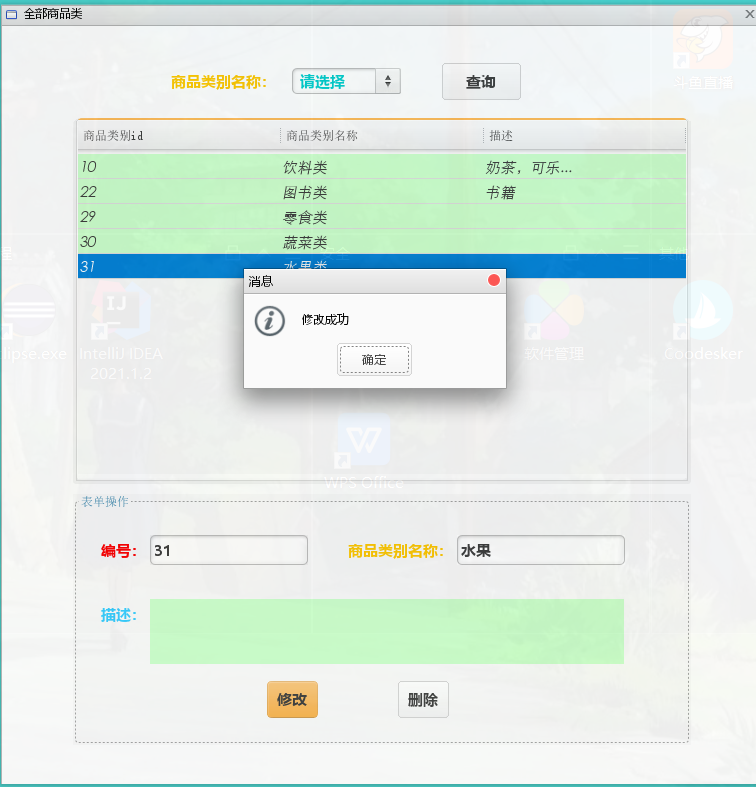 全部商品类
斗鱼直播
商品类别名称： 请选择 查询
商品类别id 商品类别名称 描述
10 饮料类 奶茶，可乐...
22 图书类 书籍
29 零食类
30 蔬菜类
31 水果类
消息
修改成功
确定
lipse.exe IntelliJ IDEA 软件管理
2021.1.2
WPS Office
表单操作
编号： 31 商品类别名称： 水果
描述：
修改 删除